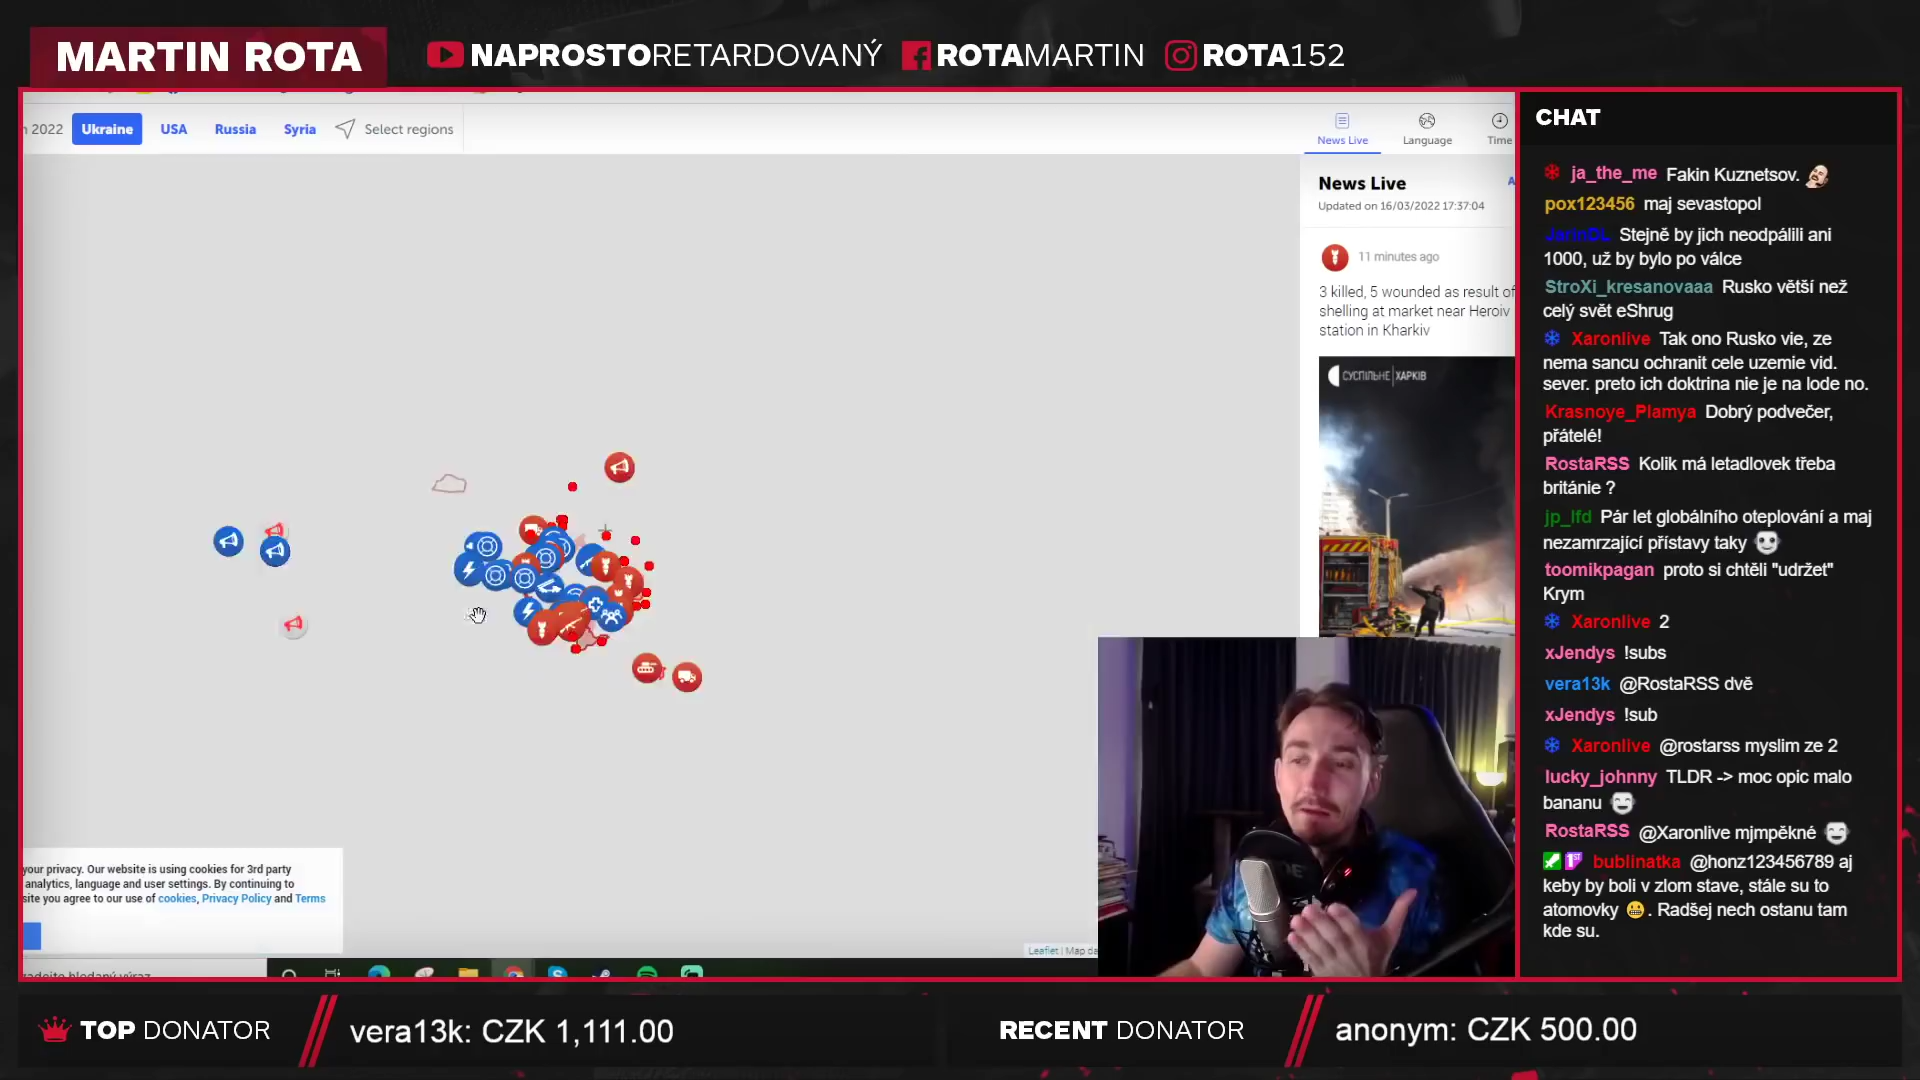 MARTIN ROTA
NAPROSTORETARDOVANÝ
ROTAMARTIN
ROTA152
2022
Ukraine
USA
Russia
Syria
Select regions
News Live
Language
Time
News Live
Updated on 16/03/2022 17:37:04
11 minutes ago
3 killed, 5 wounded as result of
shelling at market near Heroiv
station in Kharkiv
СУСПІЛЬНЕ ХАРКІВ
your privacy. Our website is using cookies for 3rd party
analytics, language and user settings. By continuing to
site you agree to our use of cookies, Privacy Policy and Terms
Leaflet | Map da
hledaný výraz
CHAT
ja_the_me Fakin Kuznetsov.
pox123456 maj sevastopol
JarinDL Stejně by jich neodpálili ani
1000, už by bylo po válce
StroXi_kresanovaaa Rusko větší než
celý svět eShrug
Xaronlive Tak ono Rusko vie, ze
nema sancu ochranit cele uzemie vid.
sever. preto ich doktrina nie je na lode no.
Krasnoye_Plamya Dobrý podvečer,
přátelé!
RostaRSS Kolik má letadlovek třeba
británie ?
jp_lfd Pár let globálního oteplování a maj
nezamrzající přístavy taky
toomikpagan proto si chtěli "udržet"
Krym
Xaronlive 2
xJendys !subs
vera13k @RostaRSS dvě
xJendys !sub
Xaronlive @rostarss myslim ze 2
lucky_johnny TLDR -> moc opic malo
bananu
RostaRSS @Xaronlive mjmpěkné
bublinatka @honz123456789 aj
keby by boli v zlom stave, stále su to
atomovky . Radšej nech ostanu tam
kde su.
TOP DONATOR
vera13k: CZK 1,111.00
RECENT DONATOR
anonym: CZK 500.00